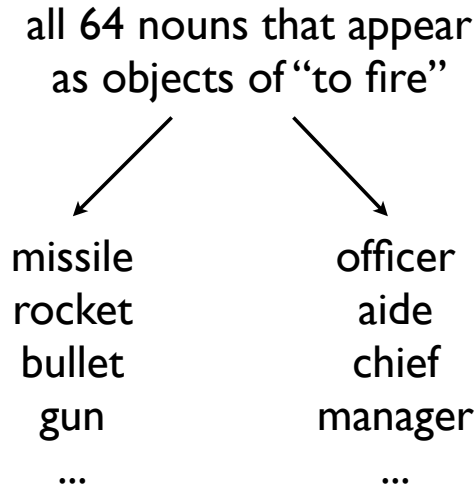 all 64 nouns that appear
as objects of “to fire”
missile
rocket
bullet
gun
...
officer
aide
chief
manager
...